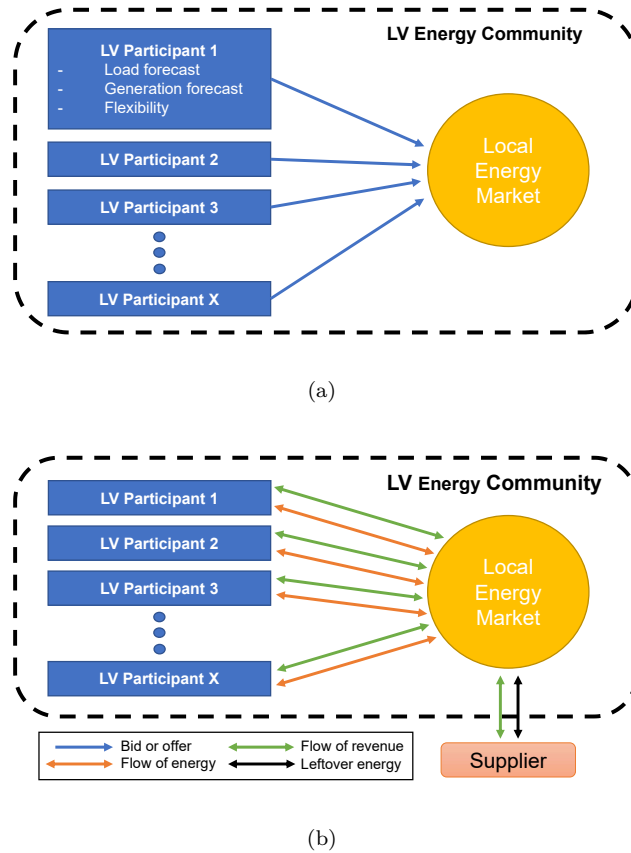 LV Energy Community
LV Participant 1
- Load forecast
- Generation forecast
- Flexibility
LV Participant 2
LV Participant 3
LV Participant X
Local
Energy
Market
(a)
LV Energy Community
LV Participant 1
LV Participant 2
LV Participant 3
LV Participant X
Local
Energy
Market
Bid or offer
Flow of revenue
Flow of energy
Leftover energy
Supplier
(b)